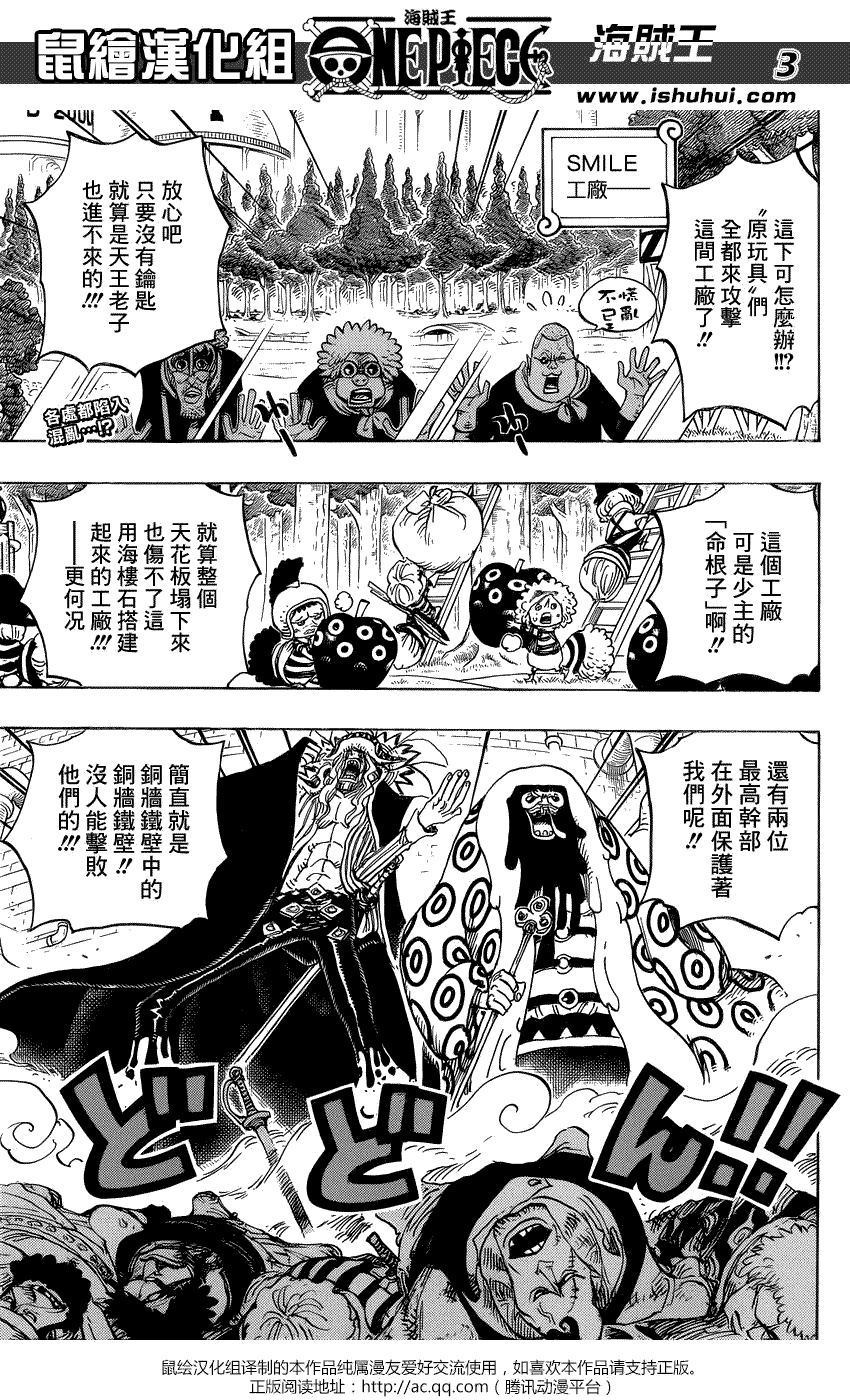 鼠繪漢化組
海賊王
ONE PIECE
海賊王
3
www.ishuhui.com
SMILE
工廠——
這下可怎麼辦!!?
〝原玩具〞們
全都來攻擊
這間工廠了!!
慌亂
不已
放心吧
只要沒有鑰匙
就算是天王老子
也進不來的!!!
各處都陷入
混亂…!?
這個工廠
可是少主的
「命根子」啊!!
就算整個
天花板塌下來
也傷不了這
用海樓石搭建
起來的工廠!!!
——更何况
還有兩位
最高幹部
在外面保護著
我們呢!!
簡直就是
銅牆鐵壁中的
銅牆鐵壁!!
沒人能擊敗
他們的!!!
どどん!!
鼠绘汉化组译制的本作品纯属漫友爱好交流使用，如喜欢本作品请支持正版。
正版阅读地址：http://ac.qq.com（腾讯动漫平台）